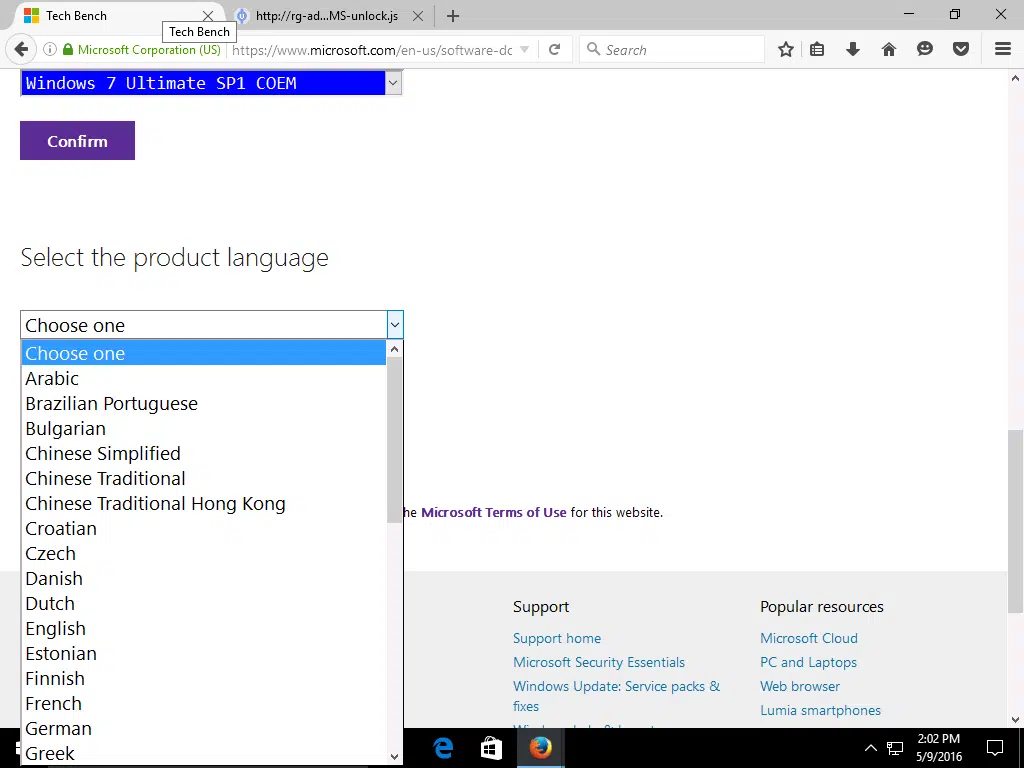 Tech Bench
http://rg-ad...MS-unlock.js
Tech Bench
Microsoft Corporation (US)
https://www.microsoft.com/en-us/software-dc
Search
Windows 7 Ultimate SP1 COEM
Confirm
Select the product language
Choose one
Choose one
Arabic
Brazilian Portuguese
Bulgarian
Chinese Simplified
Chinese Traditional
Chinese Traditional Hong Kong
Croatian
Czech
Danish
Dutch
English
Estonian
Finnish
French
German
Greek
he Microsoft Terms of Use for this website.
Support
Support home
Microsoft Security Essentials
Windows Update: Service packs &
fixes
Popular resources
Microsoft Cloud
PC and Laptops
Web browser
Lumia smartphones
2:02 PM
5/9/2016